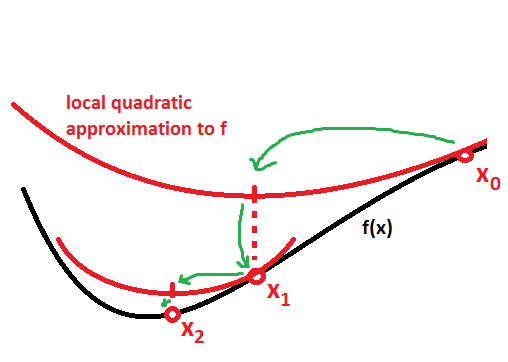 local quadratic
approximation to f
x₀
f(x)
x₁
x₂